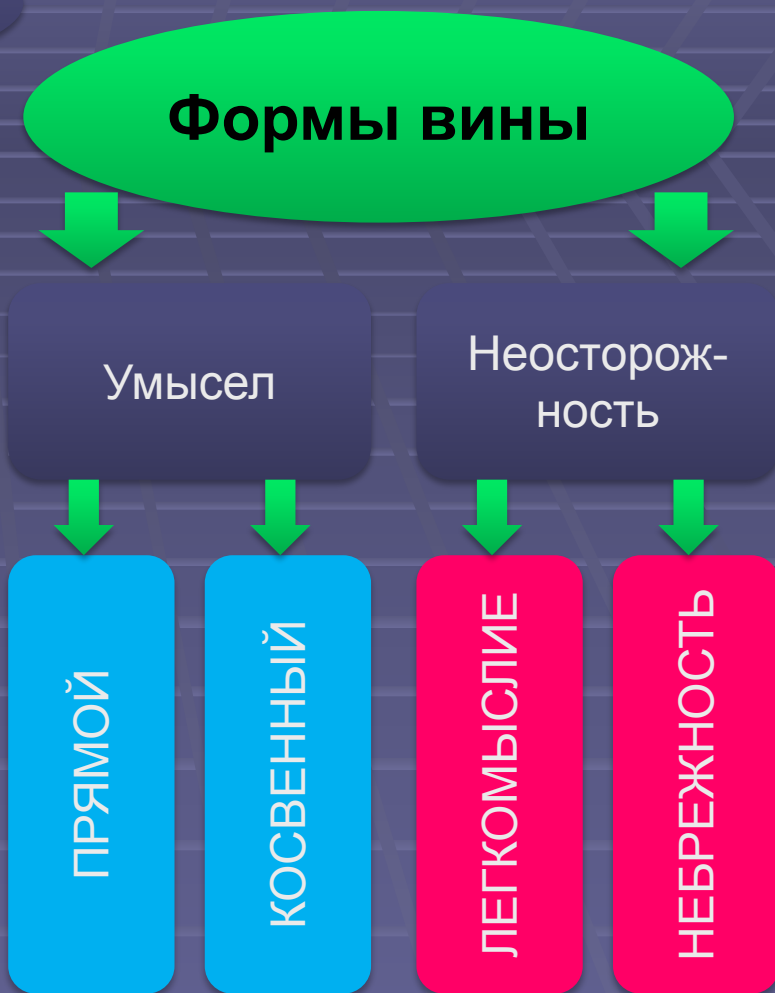 Формы вины
Умысел
Неосторож-
ность
ПРЯМОЙ
КОСВЕННЫЙ
ЛЕГКОМЫСЛИЕ
НЕБРЕЖНОСТЬ